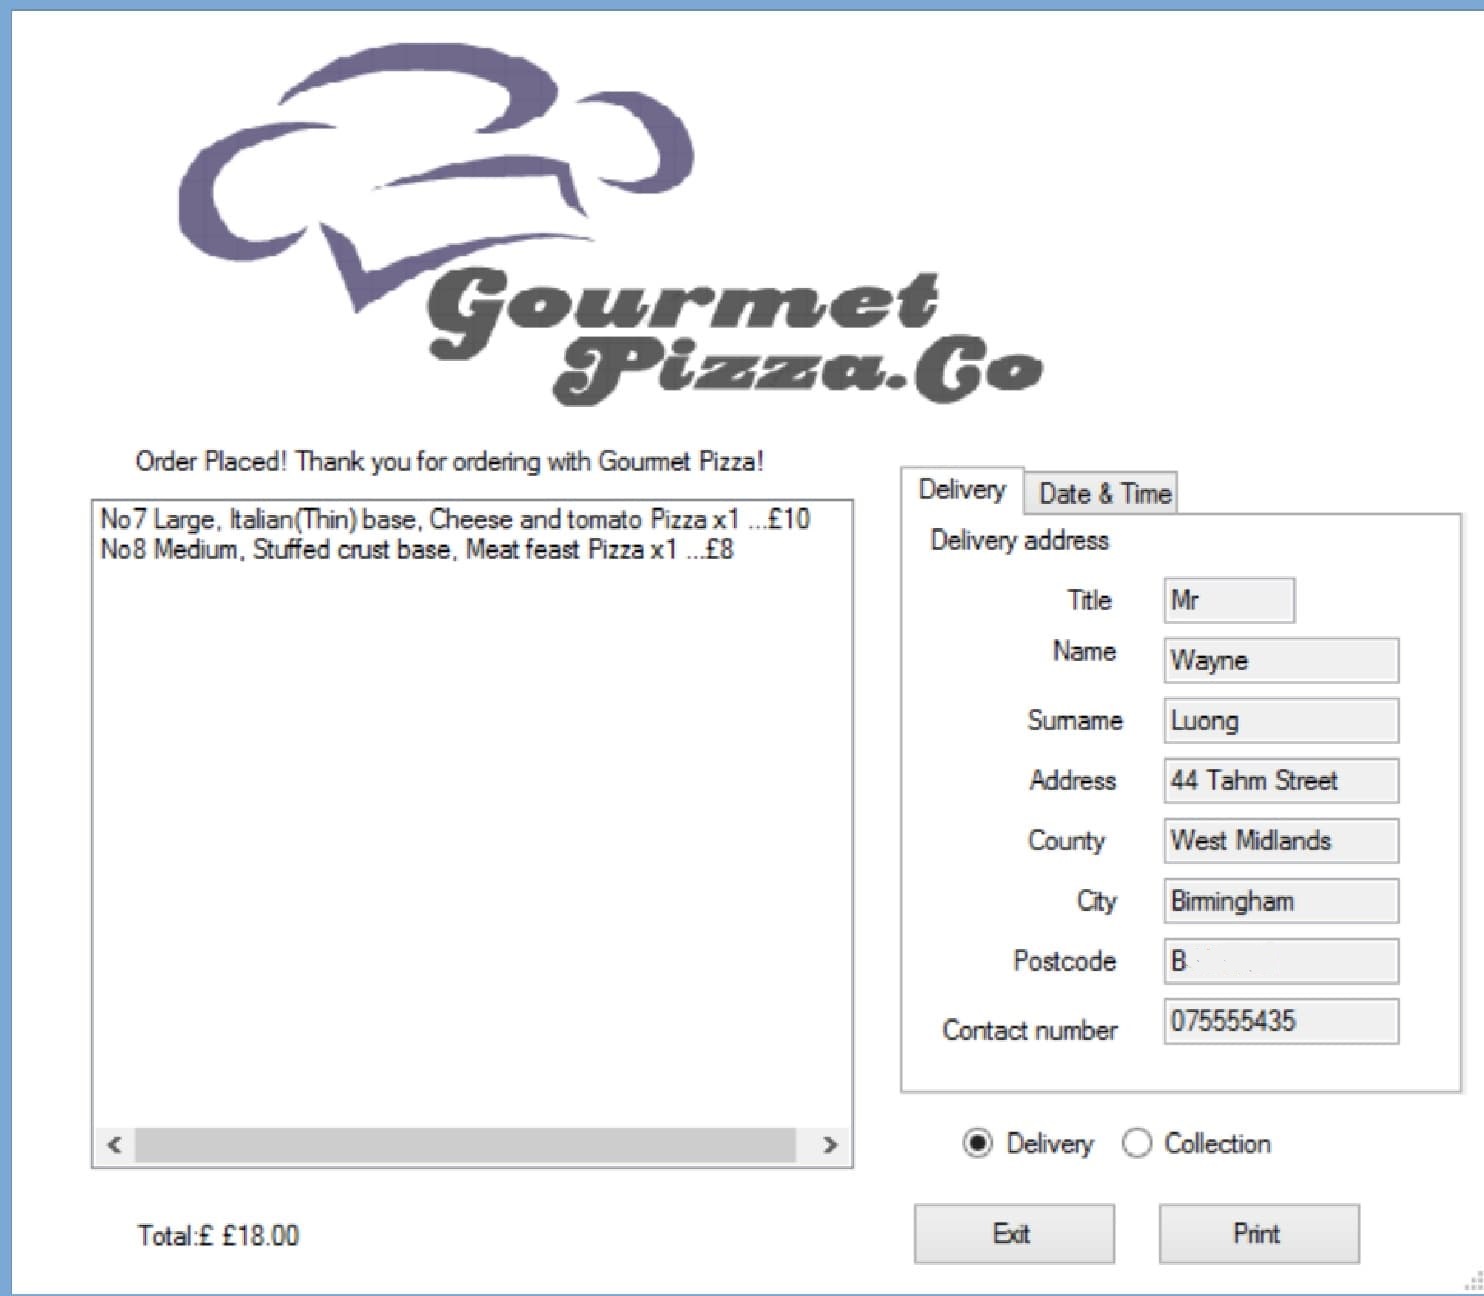 Gourmet
Pizza.Co
Order Placed! Thank you for ordering with Gourmet Pizza!
No7 Large, Italian(Thin) base, Cheese and tomato Pizza x1 ...£10
No8 Medium, Stuffed crust base, Meat feast Pizza x1 ...£8
Total:£ £18.00
Delivery
Date & Time
Delivery address
Title Mr
Name Wayne
Surname Luong
Address 44 Tahm Street
County West Midlands
City Birmingham
Postcode B
Contact number 075555435
Delivery Collection
Exit Print